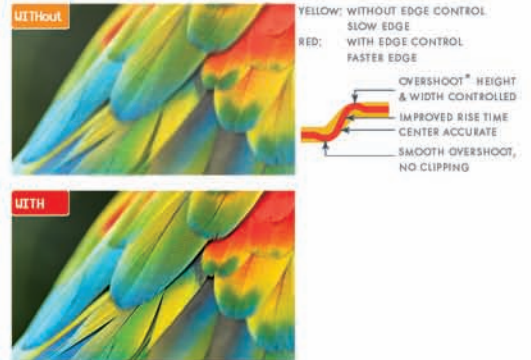 WITHout
YELLOW: WITHOUT EDGE CONTROL
SLOW EDGE
RED: WITH EDGE CONTROL
FASTER EDGE
OVERSHOOT* HEIGHT
& WIDTH CONTROLLED
IMPROVED RISE TIME
CENTER ACCURATE
SMOOTH OVERSHOOT,
NO CLIPPING
WITH